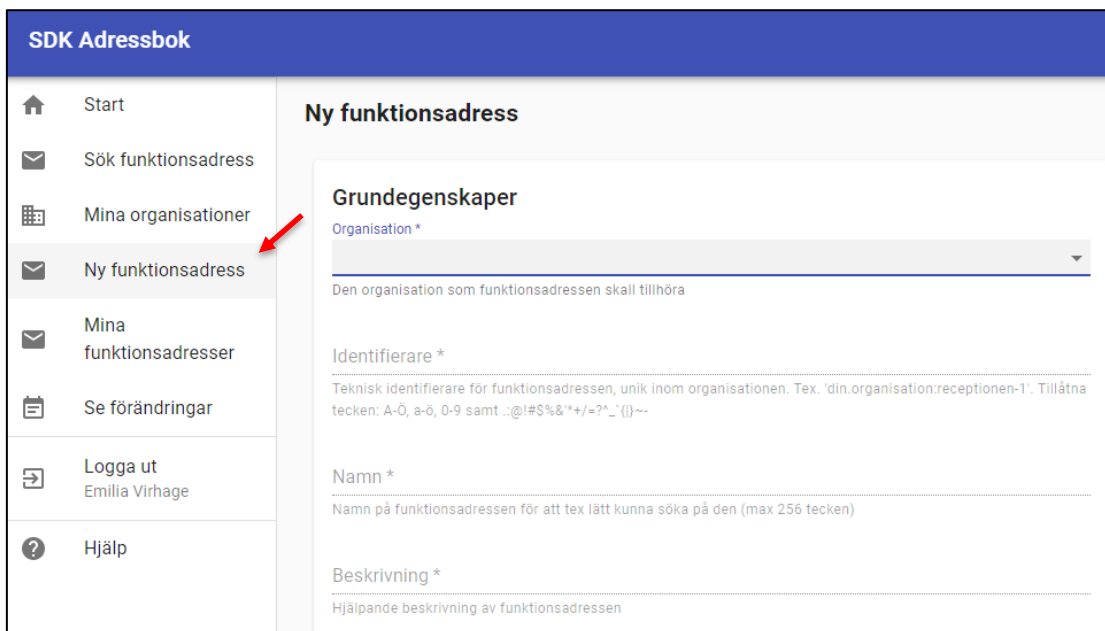 SDK Adressbok
Start
Sök funktionsadress
Mina organisationer
Ny funktionsadress
Mina
funktionsadresser
Se förändringar
Logga ut
Emilia Virhage
Hjälp
Ny funktionsadress
Grundegenskaper
Organisation *
Den organisation som funktionsadressen skall tillhöra
Identifierare *
Teknisk identifierare för funktionsadressen, unik inom organisationen. Tex. 'din.organisation:receptionen-1'. Tillåtna
tecken: A-Ö, a-ö, 0-9 samt .:@!#$%&'*+/=?^_`{|}~-
Namn *
Namn på funktionsadressen för att tex lätt kunna söka på den (max 256 tecken)
Beskrivning *
Hjälpande beskrivning av funktionsadressen